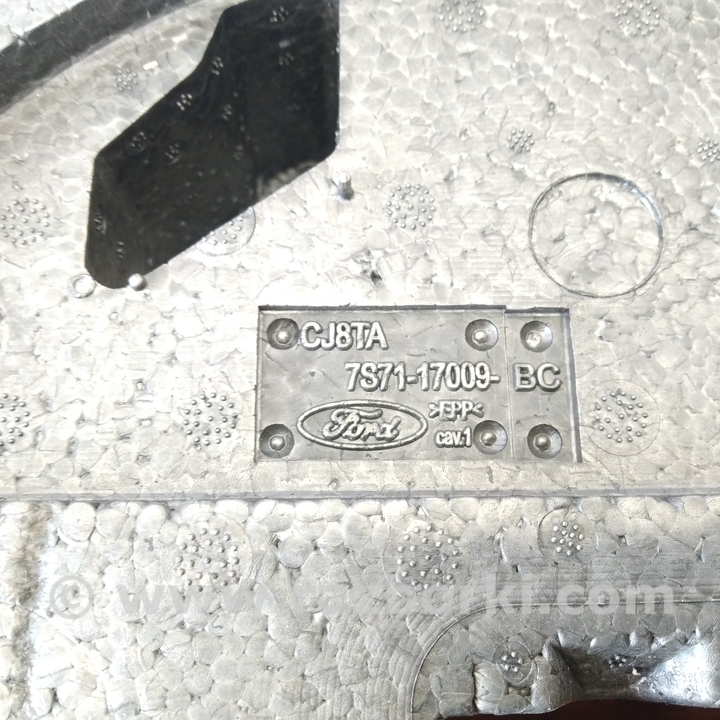 CJ8TA
7S71-17009- BC
>EPP<
Ford
cav.1